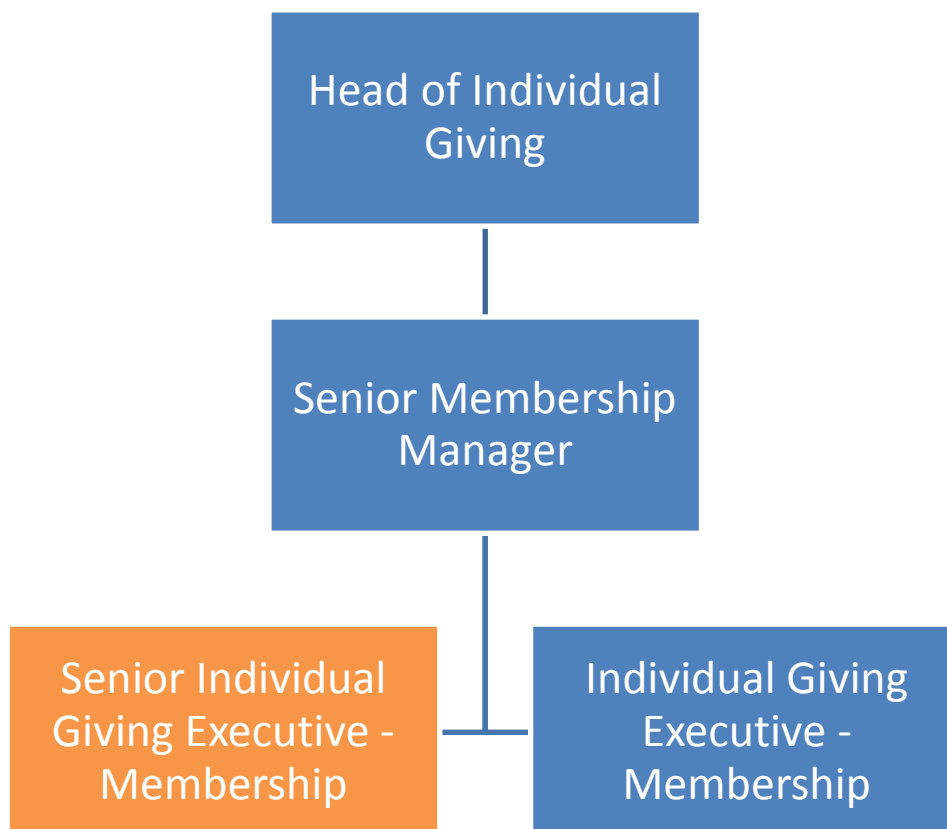 Head of Individual
Giving
Senior Membership
Manager
Senior Individual
Giving Executive -
Membership
Individual Giving
Executive -
Membership